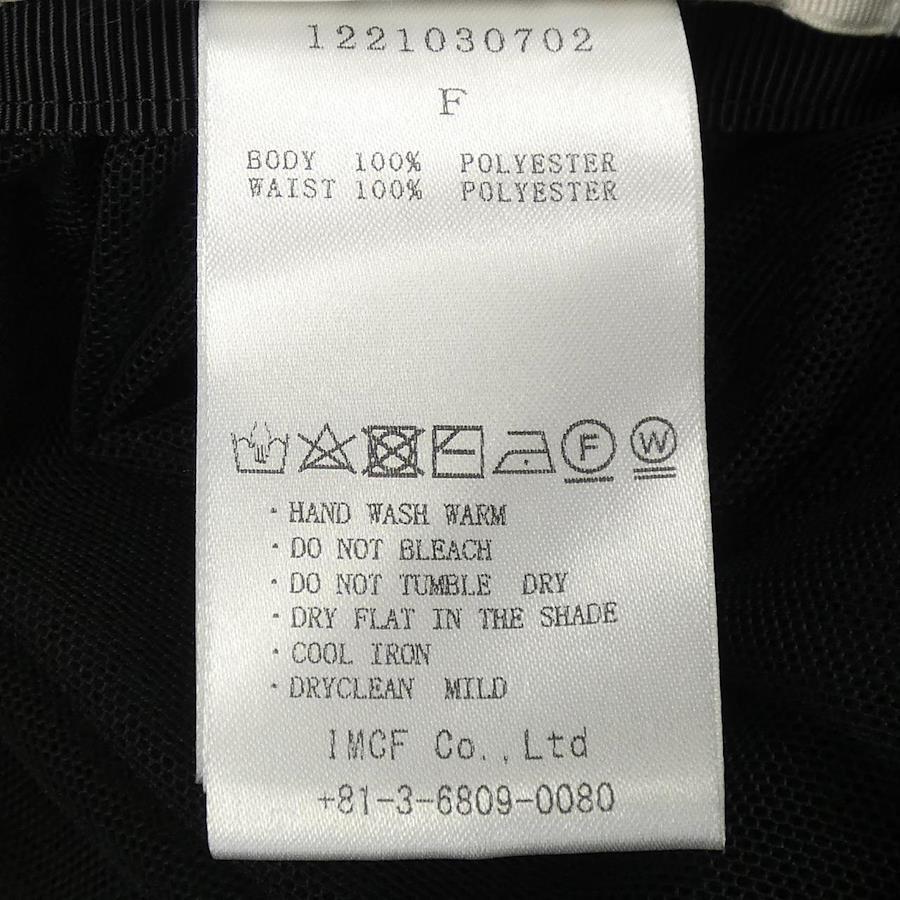 1221030702
F
BODY 100% POLYESTER
WAIST 100% POLYESTER
F W
・HAND WASH WARM
・DO NOT BLEACH
・DO NOT TUMBLE DRY
・DRY FLAT IN THE SHADE
・COOL IRON
・DRYCLEAN MILD
IMCF Co.,Ltd
+81-3-6809-0080